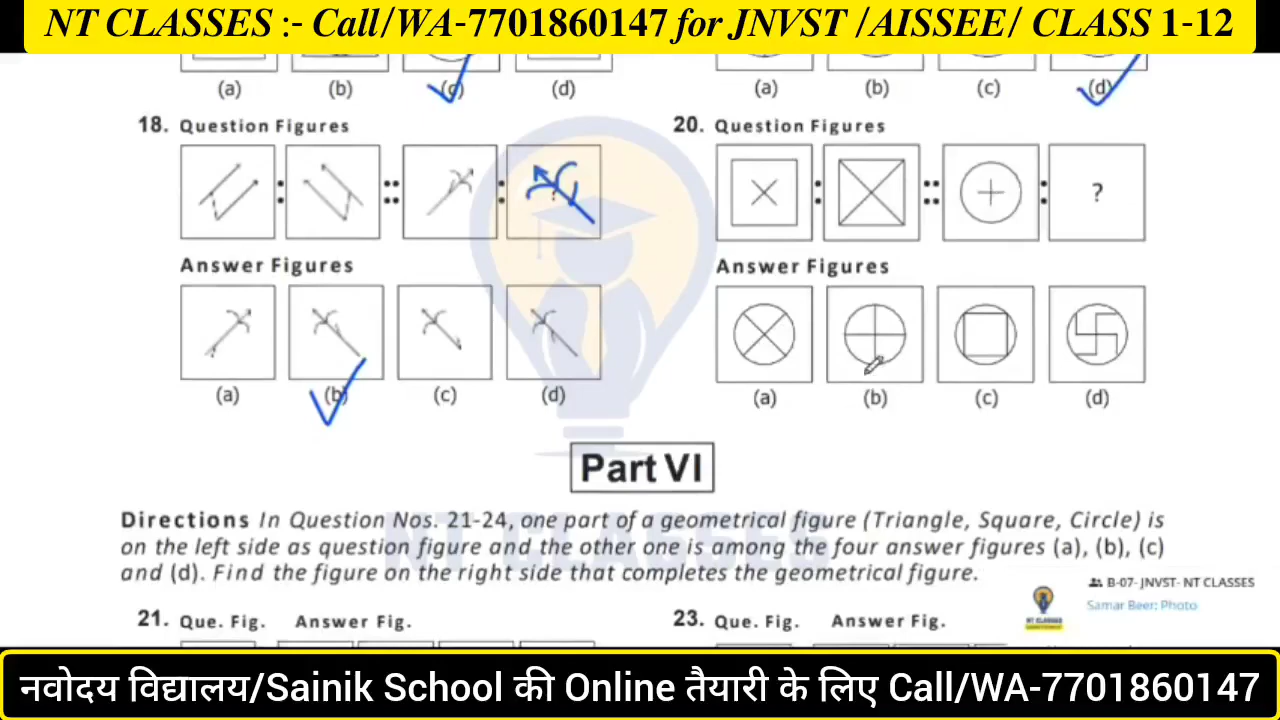 NT CLASSES :- Call/WA-7701860147 for JNVST /AISSEE/ CLASS 1-12
(a) (b) (c) (d)
(a) (b) (c) (d)
18. Question Figures
: :: :
Answer Figures
(a) (b) (c) (d)
20. Question Figures
: :: : ?
Answer Figures
(a) (b) (c) (d)
Part VI
NT CLASSES
Directions In Question Nos. 21-24, one part of a geometrical figure (Triangle, Square, Circle) is
on the left side as question figure and the other one is among the four answer figures (a), (b), (c)
and (d). Find the figure on the right side that completes the geometrical figure.
21. Que. Fig. Answer Fig.
23. Que. Fig. Answer Fig.
B-07- JNVST- NT CLASSES
Samar Beer: Photo
NT CLASSES
नवोदय विद्यालय/Sainik School की Online तैयारी के लिए Call/WA-7701860147